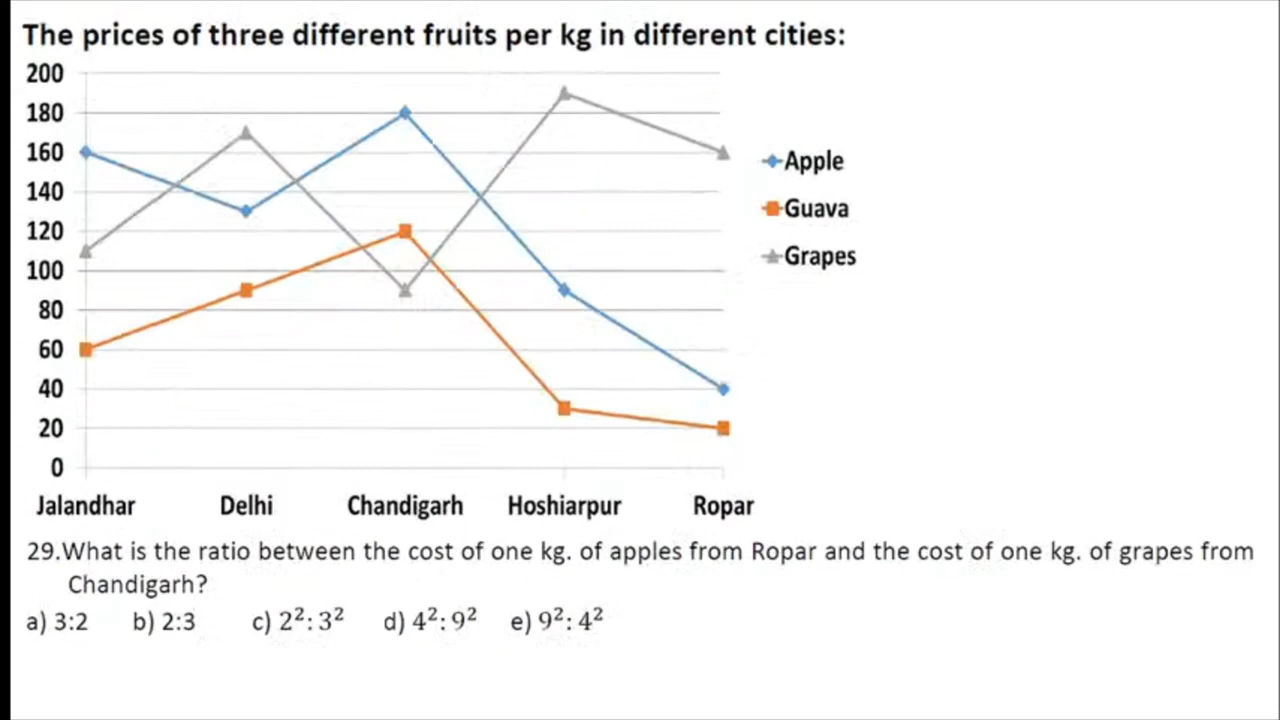 The prices of three different fruits per kg in different cities:
200
180
160
140
120
100
80
60
40
20
0
Jalandhar Delhi Chandigarh Hoshiarpur Ropar
Apple
Guava
Grapes
29.What is the ratio between the cost of one kg. of apples from Ropar and the cost of one kg. of grapes from
Chandigarh?
a) 3:2 b) 2:3 c) 2²: 3² d) 4²: 9² e) 9²: 4²